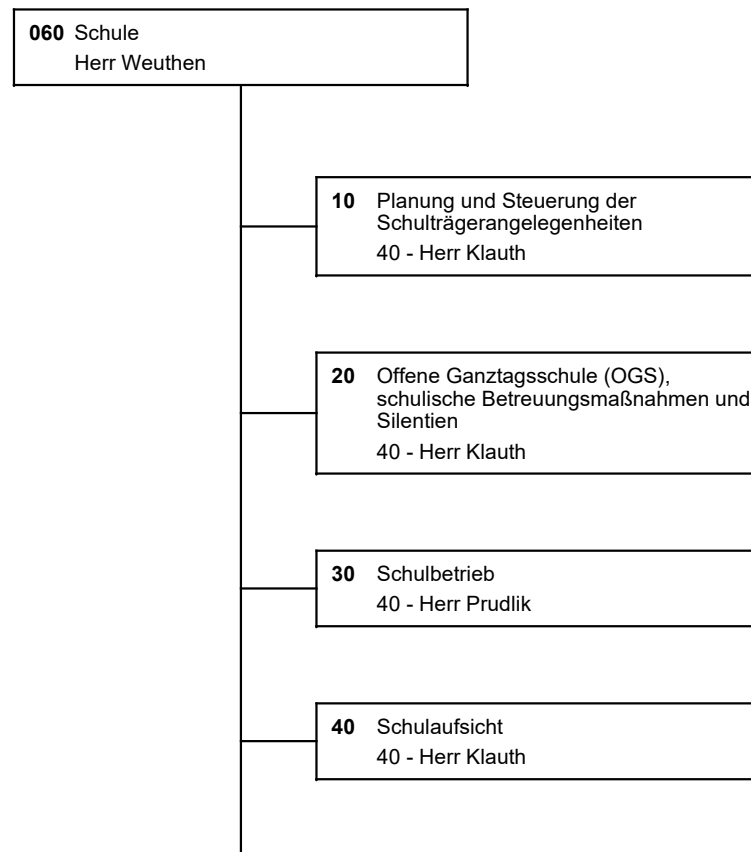 060 Schule
Herr Weuthen
10 Planung und Steuerung der
Schulträgerangelegenheiten
40 - Herr Klauth
20 Offene Ganztagsschule (OGS),
schulische Betreuungsmaßnahmen und
Silentien
40 - Herr Klauth
30 Schulbetrieb
40 - Herr Prudlik
40 Schulaufsicht
40 - Herr Klauth